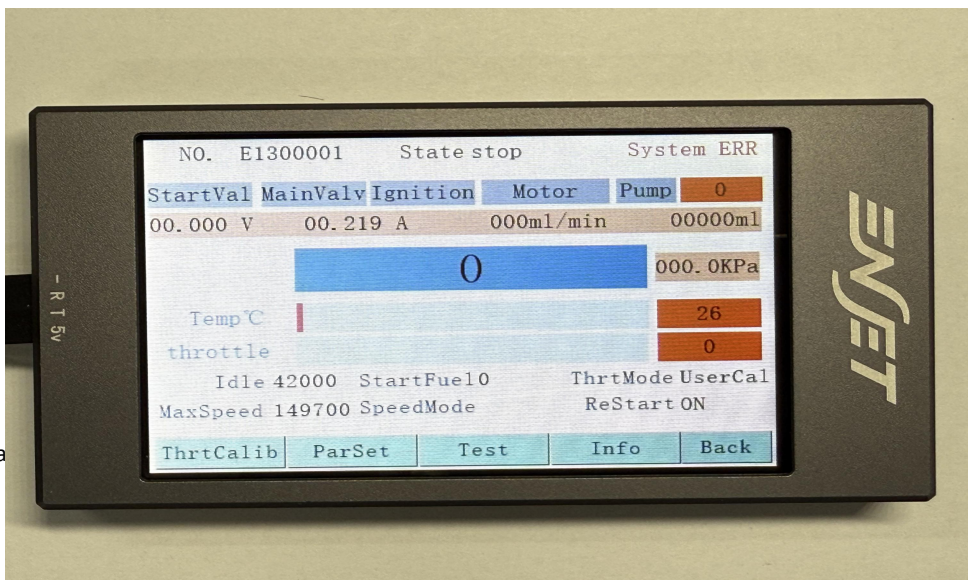 NO. E1300001 State stop System ERR
StartVal MainValv Ignition Motor Pump 0
00.000 V 00.219 A 000ml/min 00000ml
0 000.0KPa
Temp℃ 26
throttle 0
Idle 42000 StartFuel0 ThrtMode UserCal
MaxSpeed 149700 SpeedMode ReStart ON
ThrtCalib ParSet Test Info Back
- R T 5v
ENJET
a